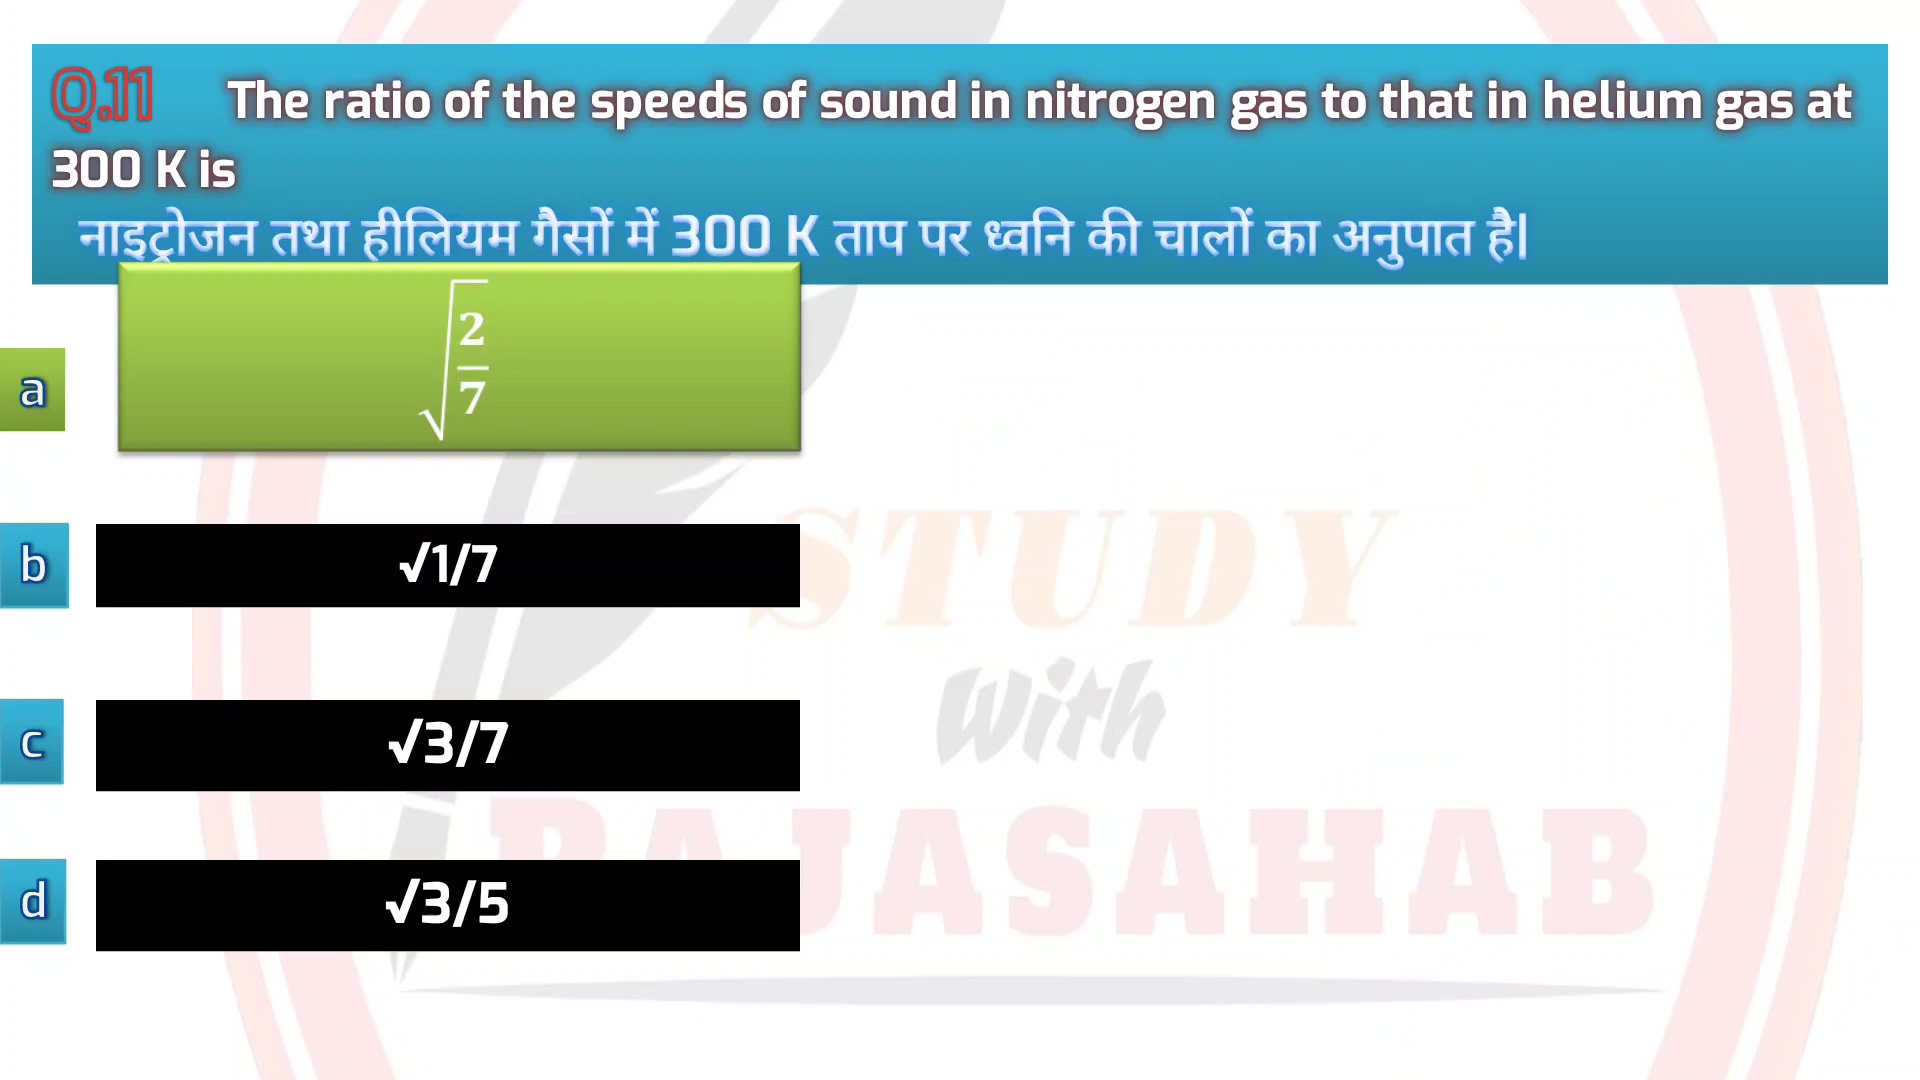 Q.11 The ratio of the speeds of sound in nitrogen gas to that in helium gas at
300 K is
नाइट्रोजन तथा हीलियम गैसों में 300 K ताप पर ध्वनि की चालों का अनुपात है|
a √2/7
b √1/7
c √3/7
d √3/5
STUDY
With
RAJASAHAB